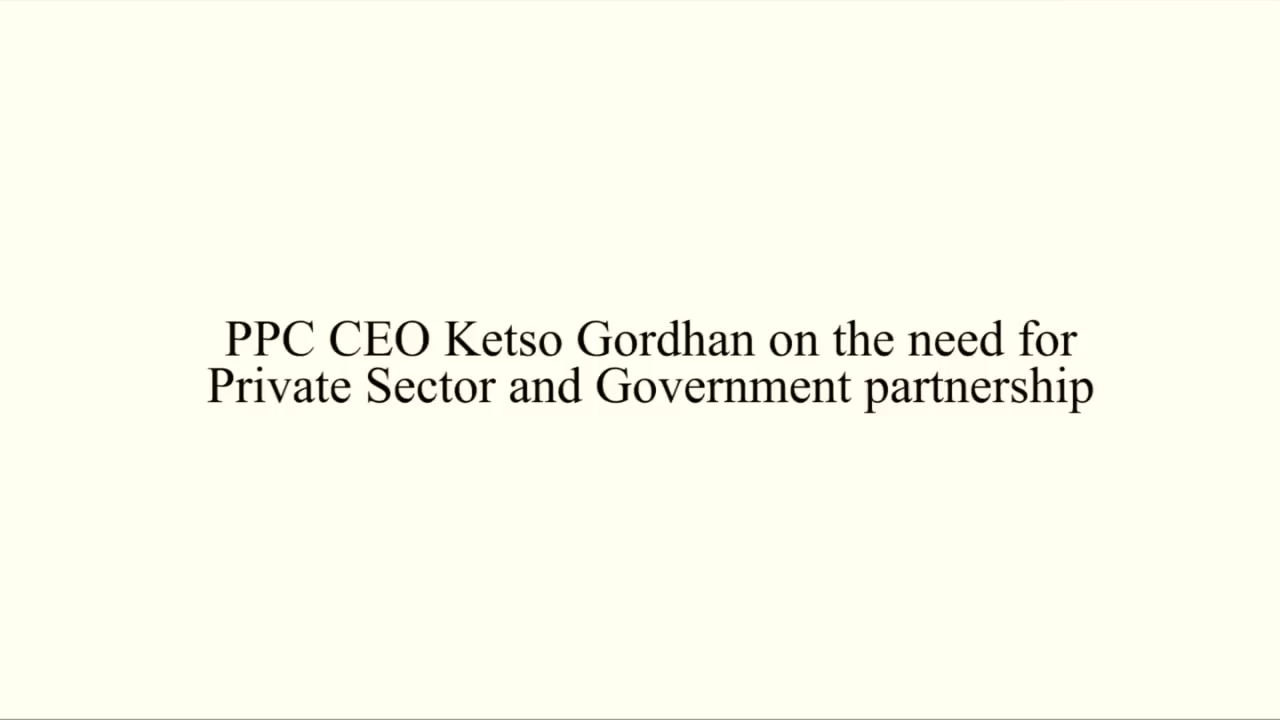 PPC CEO Ketso Gordhan on the need for
Private Sector and Government partnership